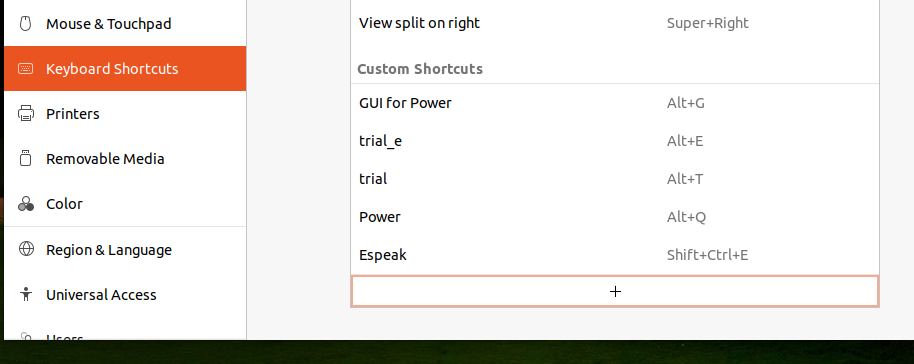 Mouse & Touchpad
Keyboard Shortcuts
Printers
Removable Media
Color
Region & Language
Universal Access
Users
View split on right Super+Right
Custom Shortcuts
GUI for Power Alt+G
trial_e Alt+E
trial Alt+T
Power Alt+Q
Espeak Shift+Ctrl+E
+